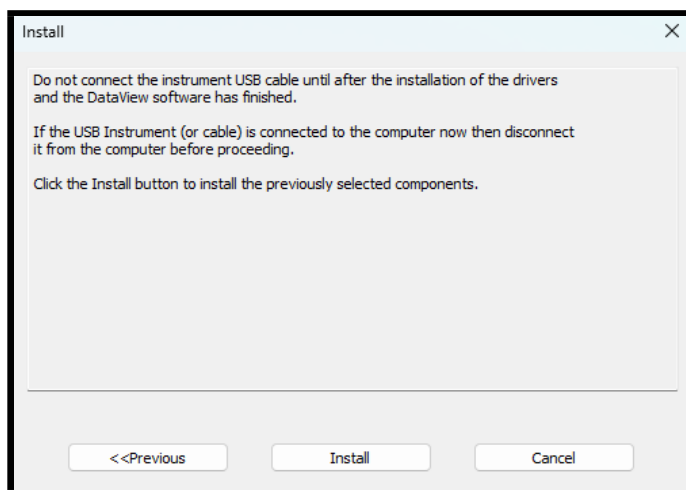 Install
Do not connect the instrument USB cable until after the installation of the drivers
and the DataView software has finished.
If the USB Instrument (or cable) is connected to the computer now then disconnect
it from the computer before proceeding.
Click the Install button to install the previously selected components.
<<Previous
Install
Cancel